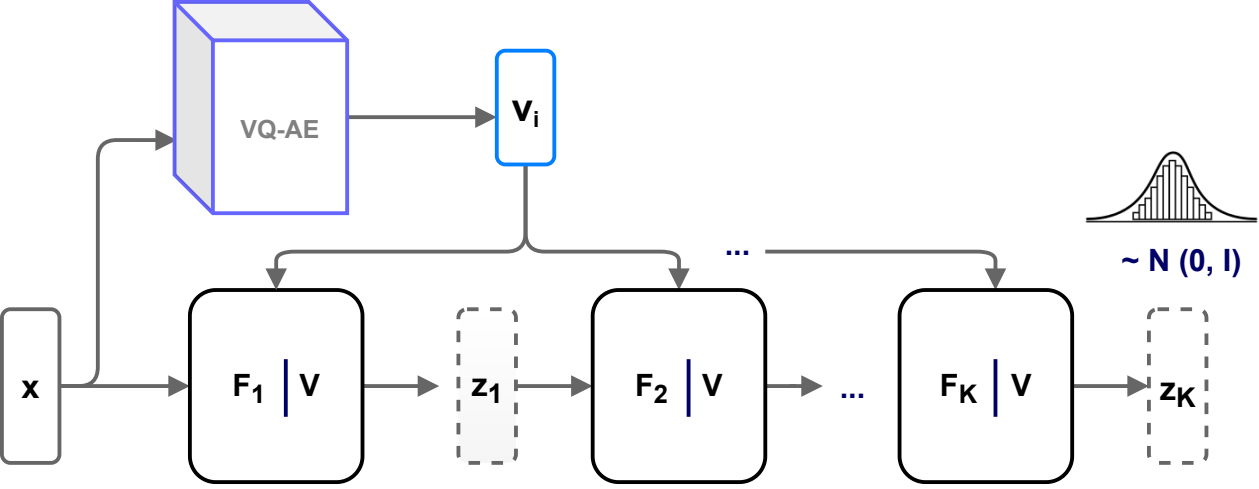 VQ-AE
vᵢ
...
~ N (0, I)
x
F₁ | V
z₁
F₂ | V
...
F_K | V
z_K